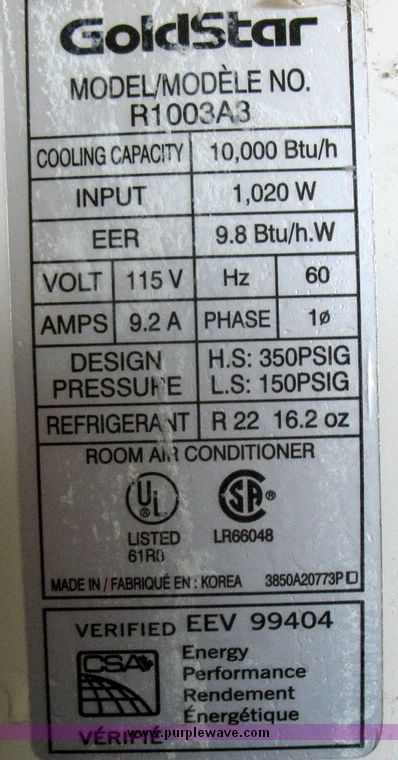 GoldStar
MODEL/MODÈLE NO.
R1003A3
COOLING CAPACITY 10,000 Btu/h
INPUT 1,020 W
EER 9.8 Btu/h.W
VOLT 115 V Hz 60
AMPS 9.2 A PHASE 1ø
DESIGN PRESSURE H.S: 350PSIG
L.S: 150PSIG
REFRIGERANT R 22 16.2 oz
ROOM AIR CONDITIONER
UL SA
LISTED LR66048
61R0
MADE IN / FABRIQUÉ EN : KOREA 3850A20773P
VERIFIED EEV 99404
CSA Energy
Performance
Rendement
Énergétique
VÉRIFIÉ
www.purplewave.com